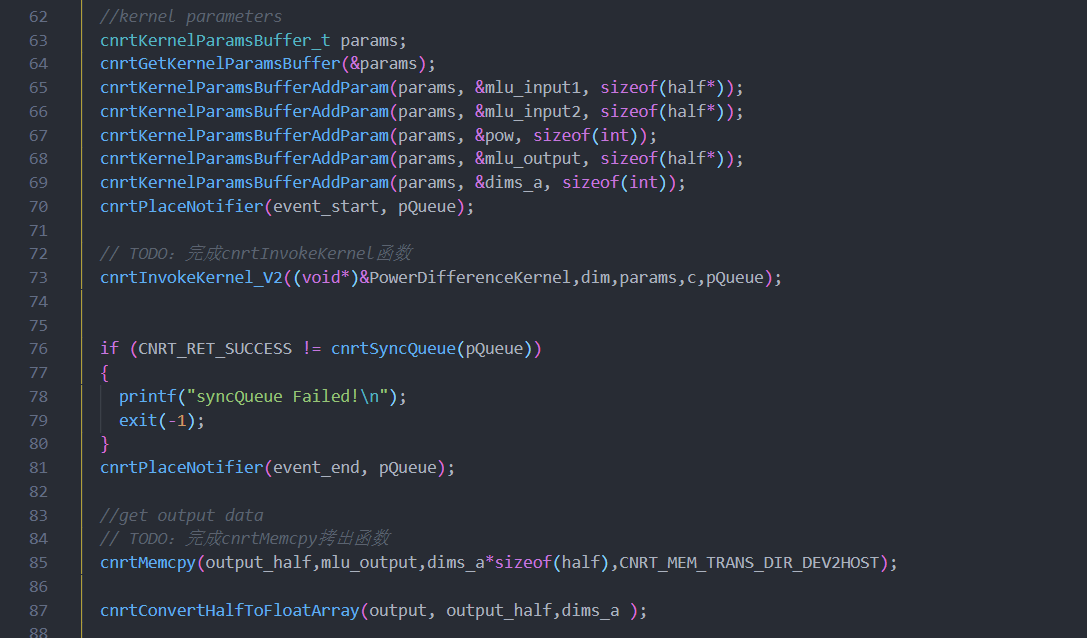 62 //kernel parameters
63 cnrtKernelParamsBuffer_t params;
64 cnrtGetKernelParamsBuffer(&params);
65 cnrtKernelParamsBufferAddParam(params, &mlu_input1, sizeof(half*));
66 cnrtKernelParamsBufferAddParam(params, &mlu_input2, sizeof(half*));
67 cnrtKernelParamsBufferAddParam(params, &pow, sizeof(int));
68 cnrtKernelParamsBufferAddParam(params, &mlu_output, sizeof(half*));
69 cnrtKernelParamsBufferAddParam(params, &dims_a, sizeof(int));
70 cnrtPlaceNotifier(event_start, pQueue);
71
72 // TODO：完成cnrtInvokeKernel函数
73 cnrtInvokeKernel_V2((void*)&PowerDifferenceKernel,dim,params,c,pQueue);
74
75
76 if (CNRT_RET_SUCCESS != cnrtSyncQueue(pQueue))
77 {
78 printf("syncQueue Failed!\n");
79 exit(-1);
80 }
81 cnrtPlaceNotifier(event_end, pQueue);
82
83 //get output data
84 // TODO：完成cnrtMemcpy拷出函数
85 cnrtMemcpy(output_half,mlu_output,dims_a*sizeof(half),CNRT_MEM_TRANS_DIR_DEV2HOST);
86
87 cnrtConvertHalfToFloatArray(output, output_half,dims_a );
88